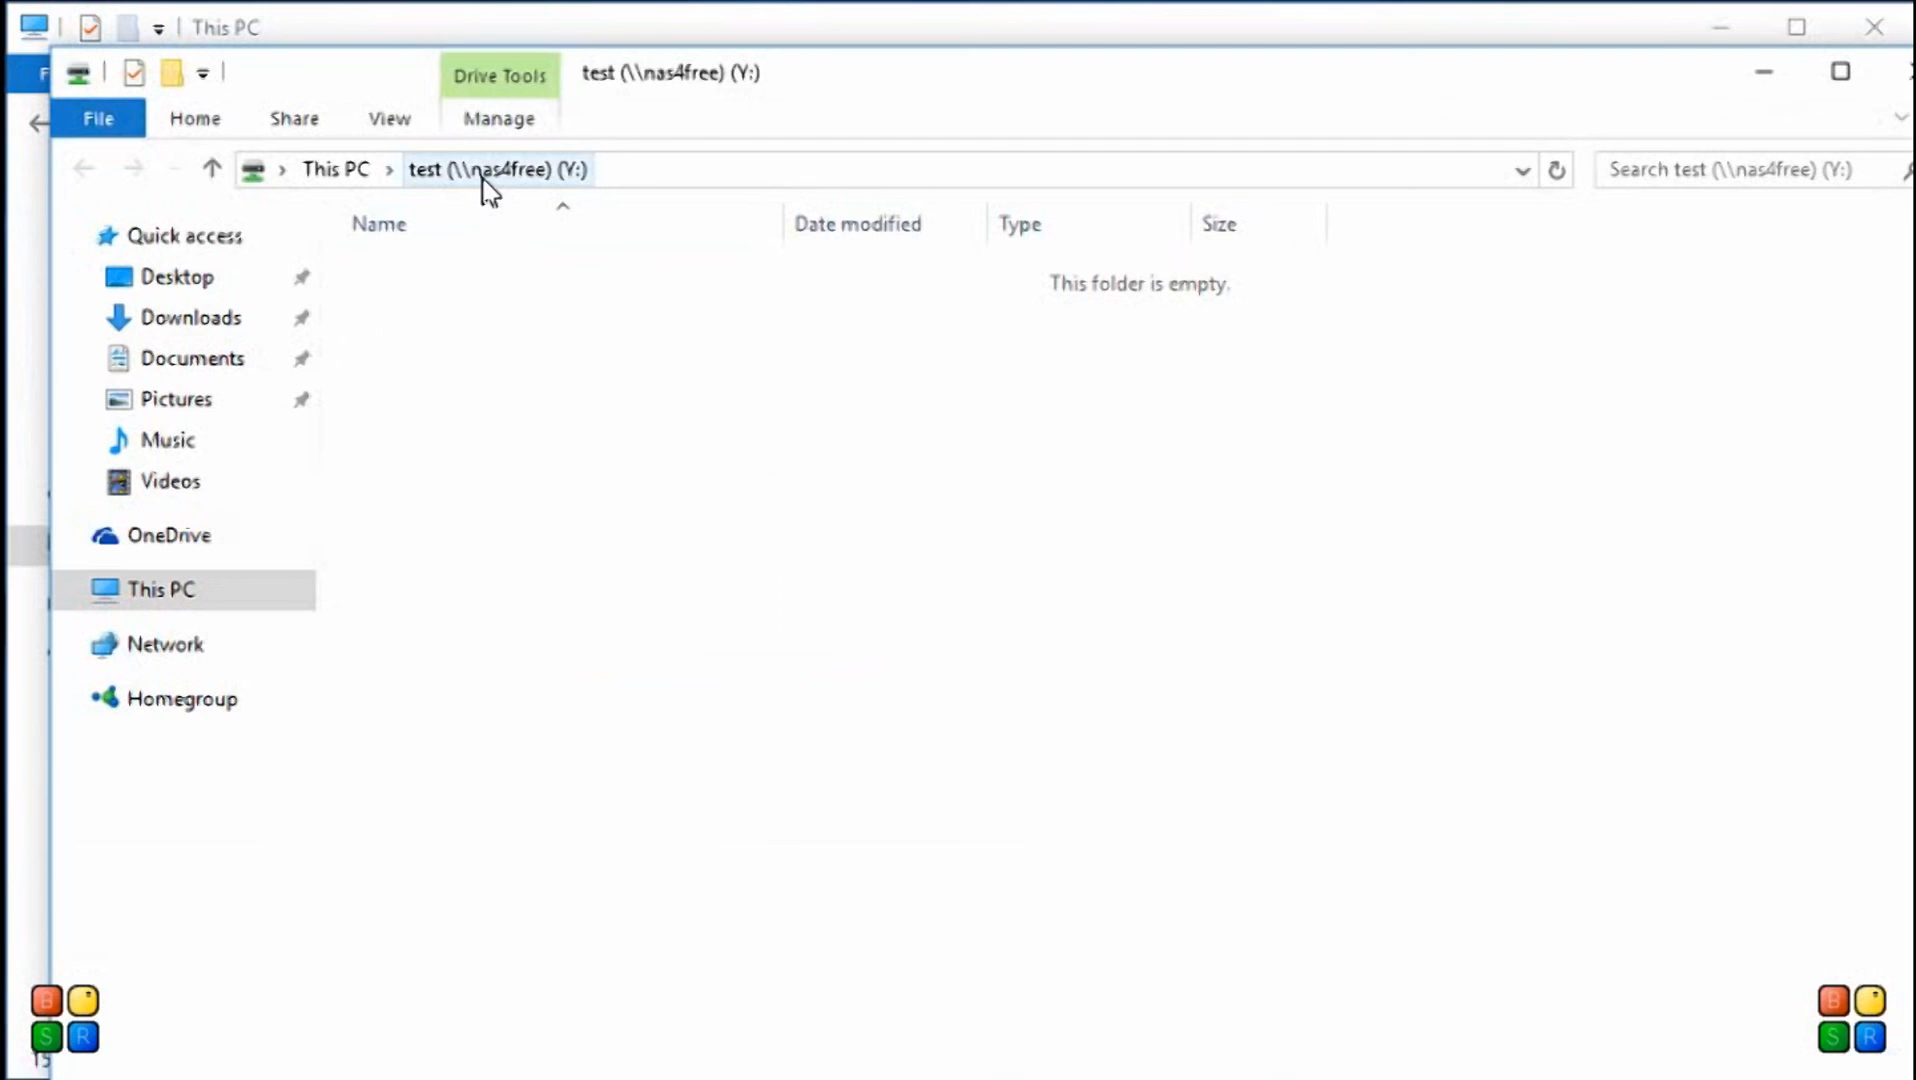 This PC
F
Drive Tools
test (\\nas4free) (Y:)
File
Home
Share
View
Manage
This PC
test (\\nas4free) (Y:)
Search test (\\nas4free) (Y:)
Name
Date modified
Type
Size
This folder is empty.
Quick access
Desktop
Downloads
Documents
Pictures
Music
Videos
OneDrive
This PC
Network
Homegroup
B
S R
B
S R